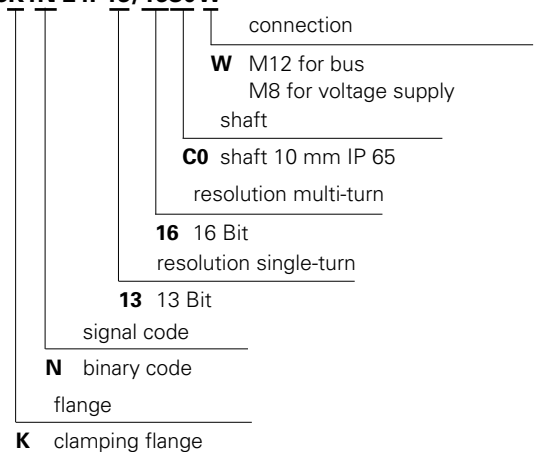 connection
W M12 for bus
M8 for voltage supply
shaft
C0 shaft 10 mm IP 65
resolution multi-turn
16 16 Bit
resolution single-turn
13 13 Bit
signal code
N binary code
flange
K clamping flange